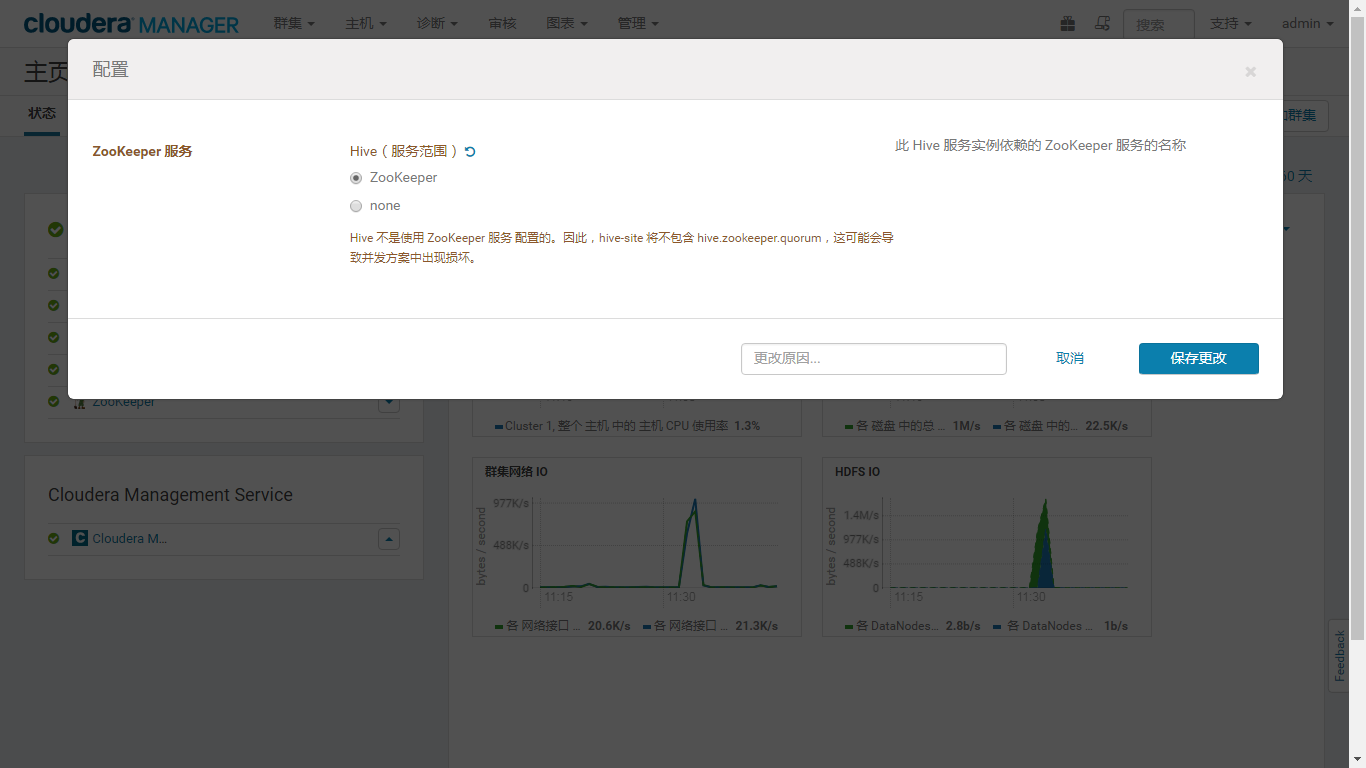 cloudera MANAGER 群集 主机 诊断 审核 图表 管理 搜索 支持 admin
主页
配置
×
状态
群集
ZooKeeper 服务
Hive（服务范围）
此 Hive 服务实例依赖的 ZooKeeper 服务的名称
ZooKeeper
天
none
Hive 不是使用 ZooKeeper 服务 配置的。因此，hive-site 将不包含 hive.zookeeper.quorum，这可能会导
致并发方案中出现损坏。
更改原因...
取消
保存更改
ZooKeeper
Cluster 1, 整个 主机 中的 主机 CPU 使用率 1.3%
各 磁盘 中的总 ... 1M/s 各 磁盘 中的... 22.5K/s
Cloudera Management Service
Cloudera M...
群集网络 IO
bytes / second
977K/s
488K/s
0
11:15 11:30
各 网络接口 ... 20.6K/s 各 网络接口 ... 21.3K/s
HDFS IO
bytes / second
1.4M/s
977K/s
488K/s
0
11:15 11:30
各 DataNodes... 2.8b/s 各 DataNodes ... 1b/s
Feedback